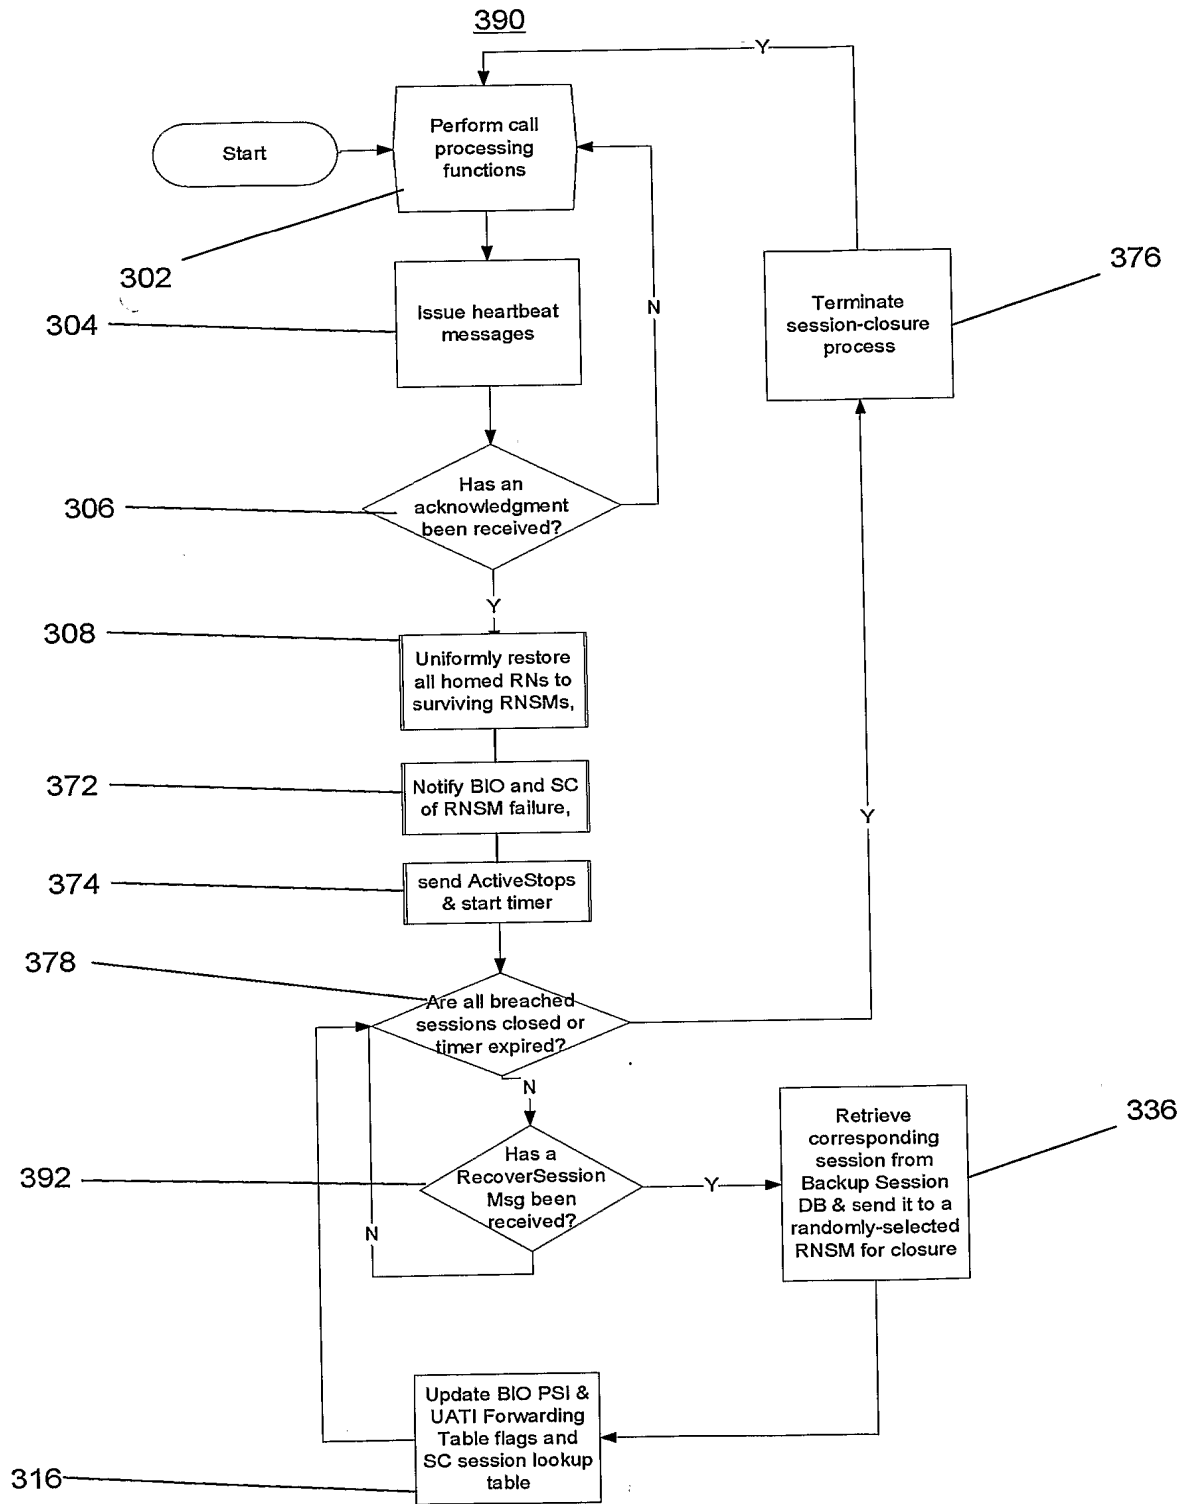 390
Y
Start
Perform call
processing
functions
302
304
Issue heartbeat
messages
N
376
Terminate
session-closure
process
306
Has an
acknowledgment
been received?
Y
308
Uniformly restore
all homed RNs to
surviving RNSMs,
372
Notify BIO and SC
of RNSM failure,
374
send ActiveStops
& start timer
Y
378
Are all breached
sessions closed or
timer expired?
N
392
Has a
RecoverSession
Msg been
received?
Y
N
336
Retrieve
corresponding
session from
Backup Session
DB & send it to a
randomly-selected
RNSM for closure
316
Update BIO PSI &
UATI Forwarding
Table flags and
SC session lookup
table